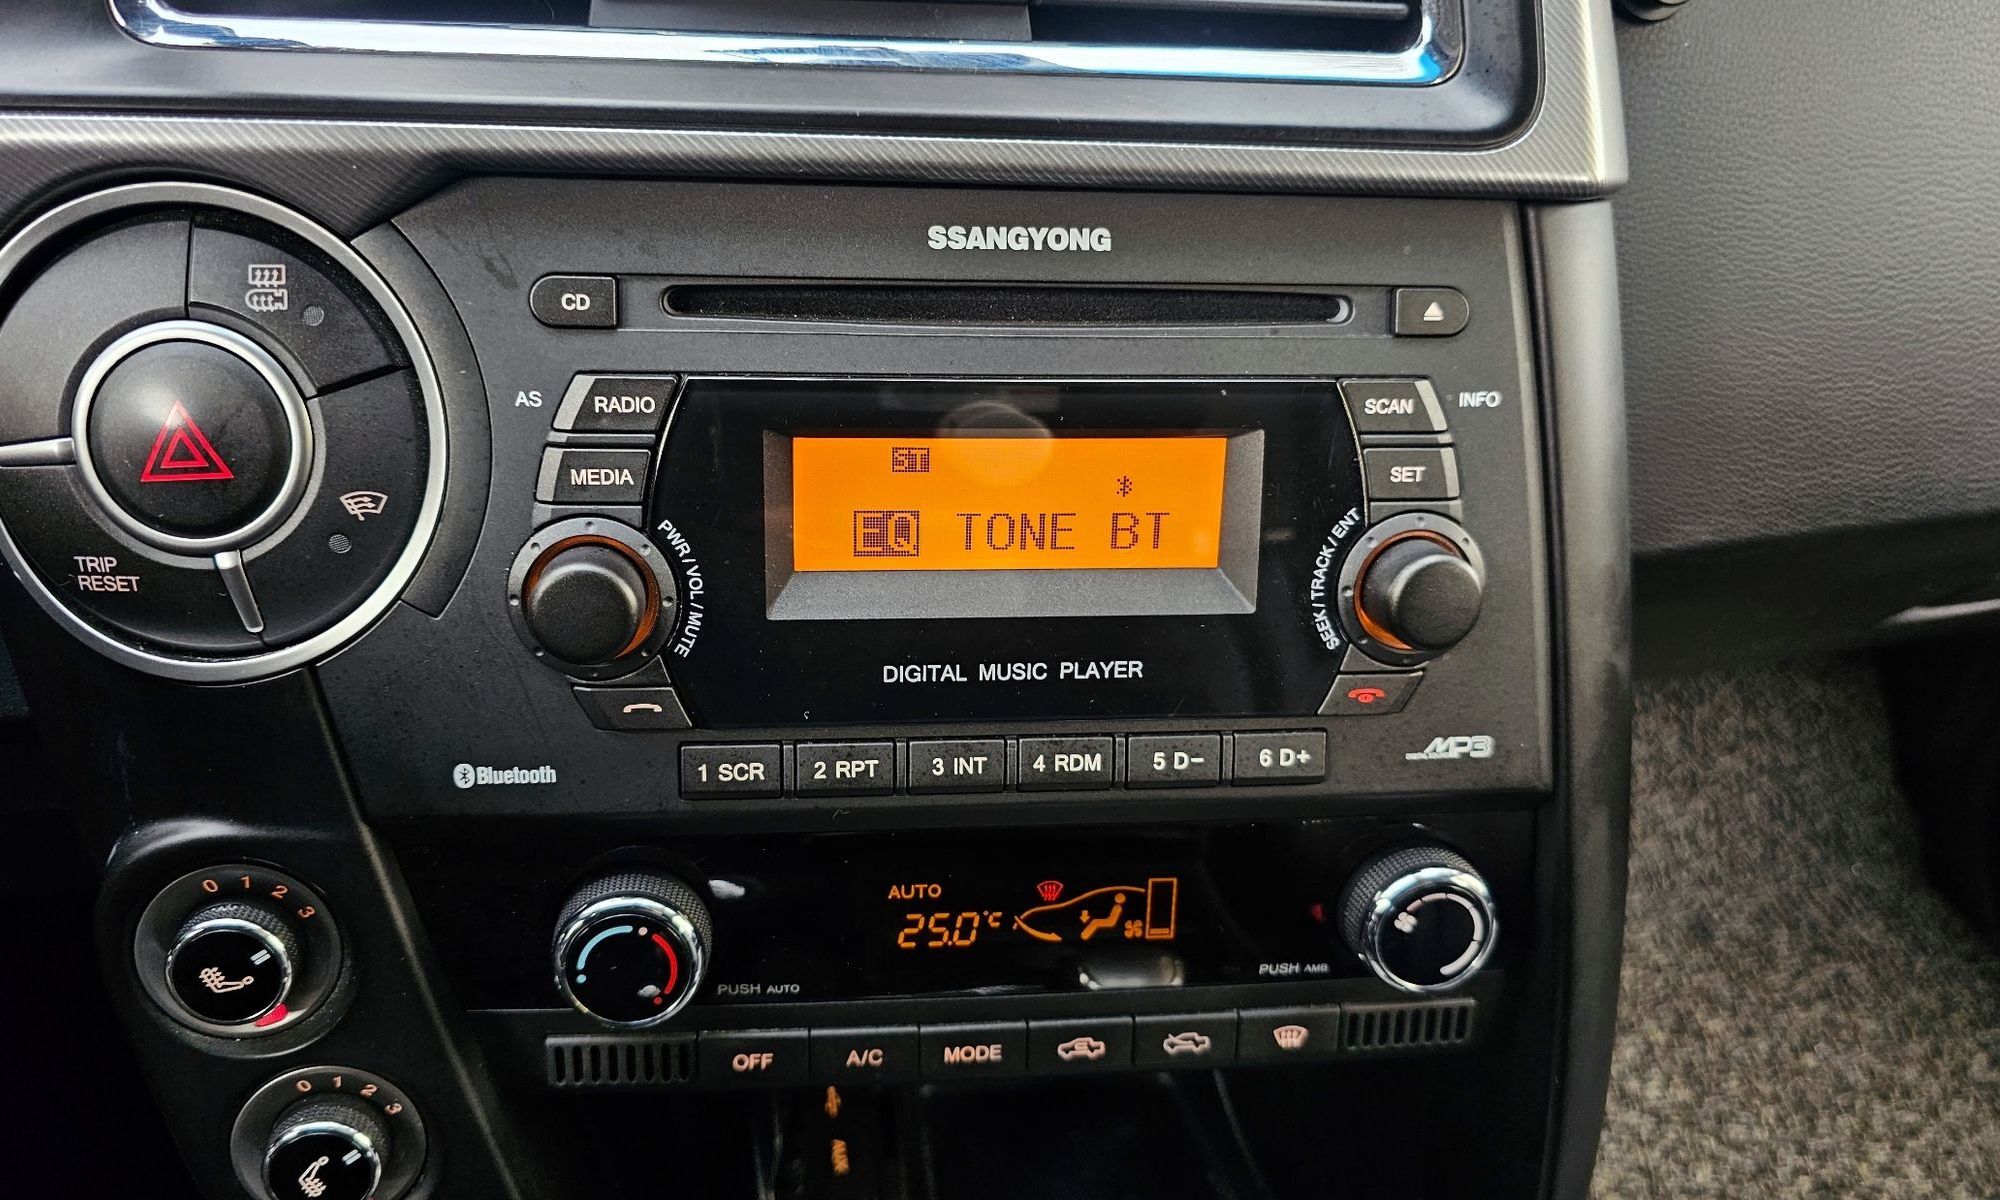 SSANGYONG
CD
AS RADIO
SCAN INFO
MEDIA
SET
BT
EQ TONE BT
PWR / VOL / MUTE
SEEK / TRACK / ENT
TRIP
RESET
DIGITAL MUSIC PLAYER
Bluetooth
1 SCR 2 RPT 3 INT 4 RDM 5 D- 6 D+
MP3
AUTO
25.0°C
PUSH AUTO
PUSH AMB
0 1 2 3
OFF A/C MODE
0 1 2 3
AUX